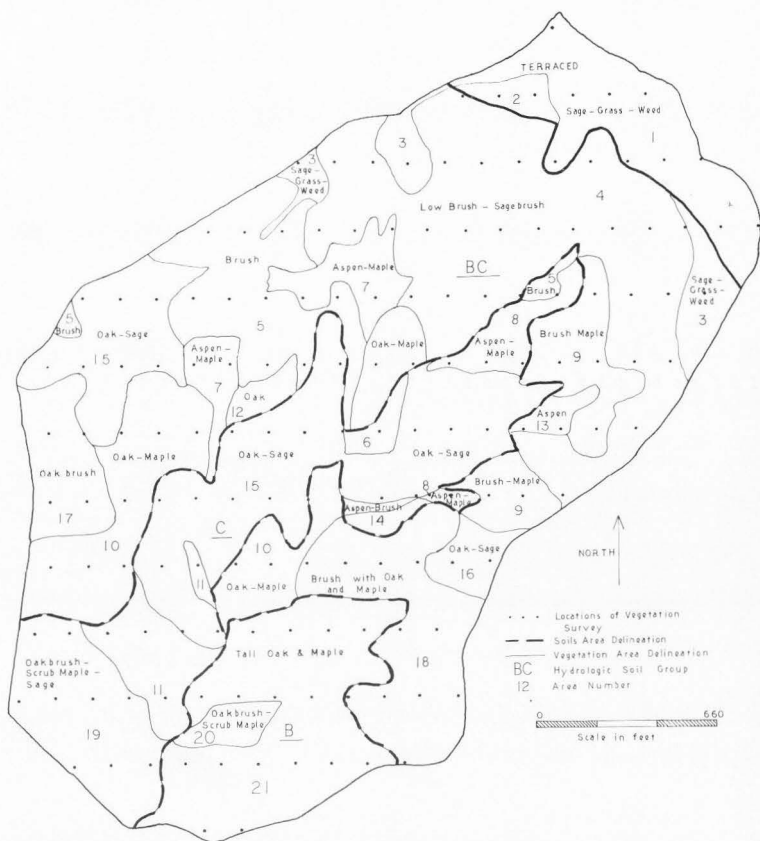 TERRACED
2
Sage-Grass-Weed
1
3
3
Sage-
Grass-
Weed
4
Low Brush-Sagebrush
Brush
Aspen-Maple
7
BC
Sage-
Grass-
Weed
3
5
Brush
5
Brush
Oak-Sage
15
5
8
Aspen-
Maple
Brush Maple
9
Oak-Maple
Aspen-
Maple
7
Oak
12
Aspen
13
6
Oak brush
17
Oak-Maple
Oak-Sage
15
Oak-Sage
8
Aspen-
Maple
Brush-Maple
9
Aspen-Brush
14
C
10
10
Oak-Maple
11
Brush with Oak
and Maple
Oak-Sage
16
NORTH
Tall Oak & Maple
18
Oakbrush-
Scrub Maple-
Sage
11
19
Oakbrush-
Scrub Maple
20
B
21
Locations of Vegetation
Survey
Soils Area Delineation
Vegetation Area Delineation
BC Hydrologic Soil Group
12 Area Number
0 660
Scale in feet